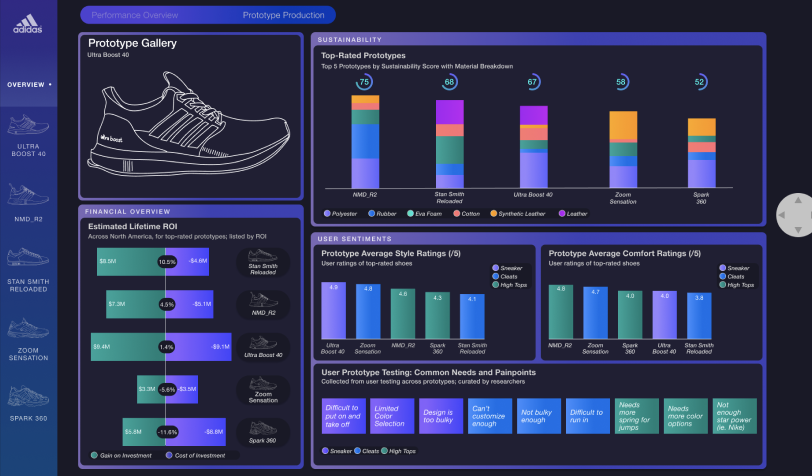 adidas
Performance Overview
Prototype Production
OVERVIEW
ULTRA
BOOST 40
NMD_R2
STAN SMITH
RELOADED
ZOOM
SENSATION
SPARK 360
Prototype Gallery
Ultra Boost 40
ultra boost
FINANCIAL OVERVIEW
Estimated Lifetime ROI
Across North America, for top-rated prototypes; listed by ROI
10.5%
-$4.6M
Stan Smith
Reloaded
$7.3M
4.5%
-$5.1M
NMD_R2
$9.4M
1.4%
-$9.1M
Ultra Boost 40
$3.3M
-5.6%
-$3.5M
Zoom
Sensation
$5.8M
-11.6%
-$6.6M
Spark 360
Gain on Investment
Cost of Investment
SUSTAINABILITY
Top-Rated Prototypes
Top 5 Prototypes by Sustainability Score with Material Breakdown
75
68
67
58
52
NMD_R2
Stan Smith
Reloaded
Ultra Boost 40
Zoom
Sensation
Spark
360
Polyester
Rubber
Eva Foam
Cotton
Synthetic Leather
Leather
USER SENTIMENTS
Prototype Average Style Ratings (/5)
User ratings of top-rated shoes
Sneaker
Cleats
High Tops
4.9
4.8
4.6
4.3
4.1
Ultra
Boost 40
Zoom
Sensation
NMD_R2
Spark
360
Stan Smith
Reloaded
Prototype Average Comfort Ratings (/5)
User ratings of top-rated shoes
Sneaker
Cleats
High Tops
4.7
4.0
4.0
3.8
NMD_R2
Zoom
Sensation
Spark
360
Ultra
Boost 40
Stan Smith
Reloaded
User Prototype Testing: Common Needs and Painpoints
Collected from user testing across prototypes; curated by researchers
Difficult to
put on and
take off
Limited
Color
Selection
Design is
too bulky
Can't
customize
enough
Not bulky
enough
Difficult to
run in
Needs
more
spring for
jumps
Needs
more color
options
Not
enough
star power
(ie. Nike)
Sneaker
Cleats
High Tops